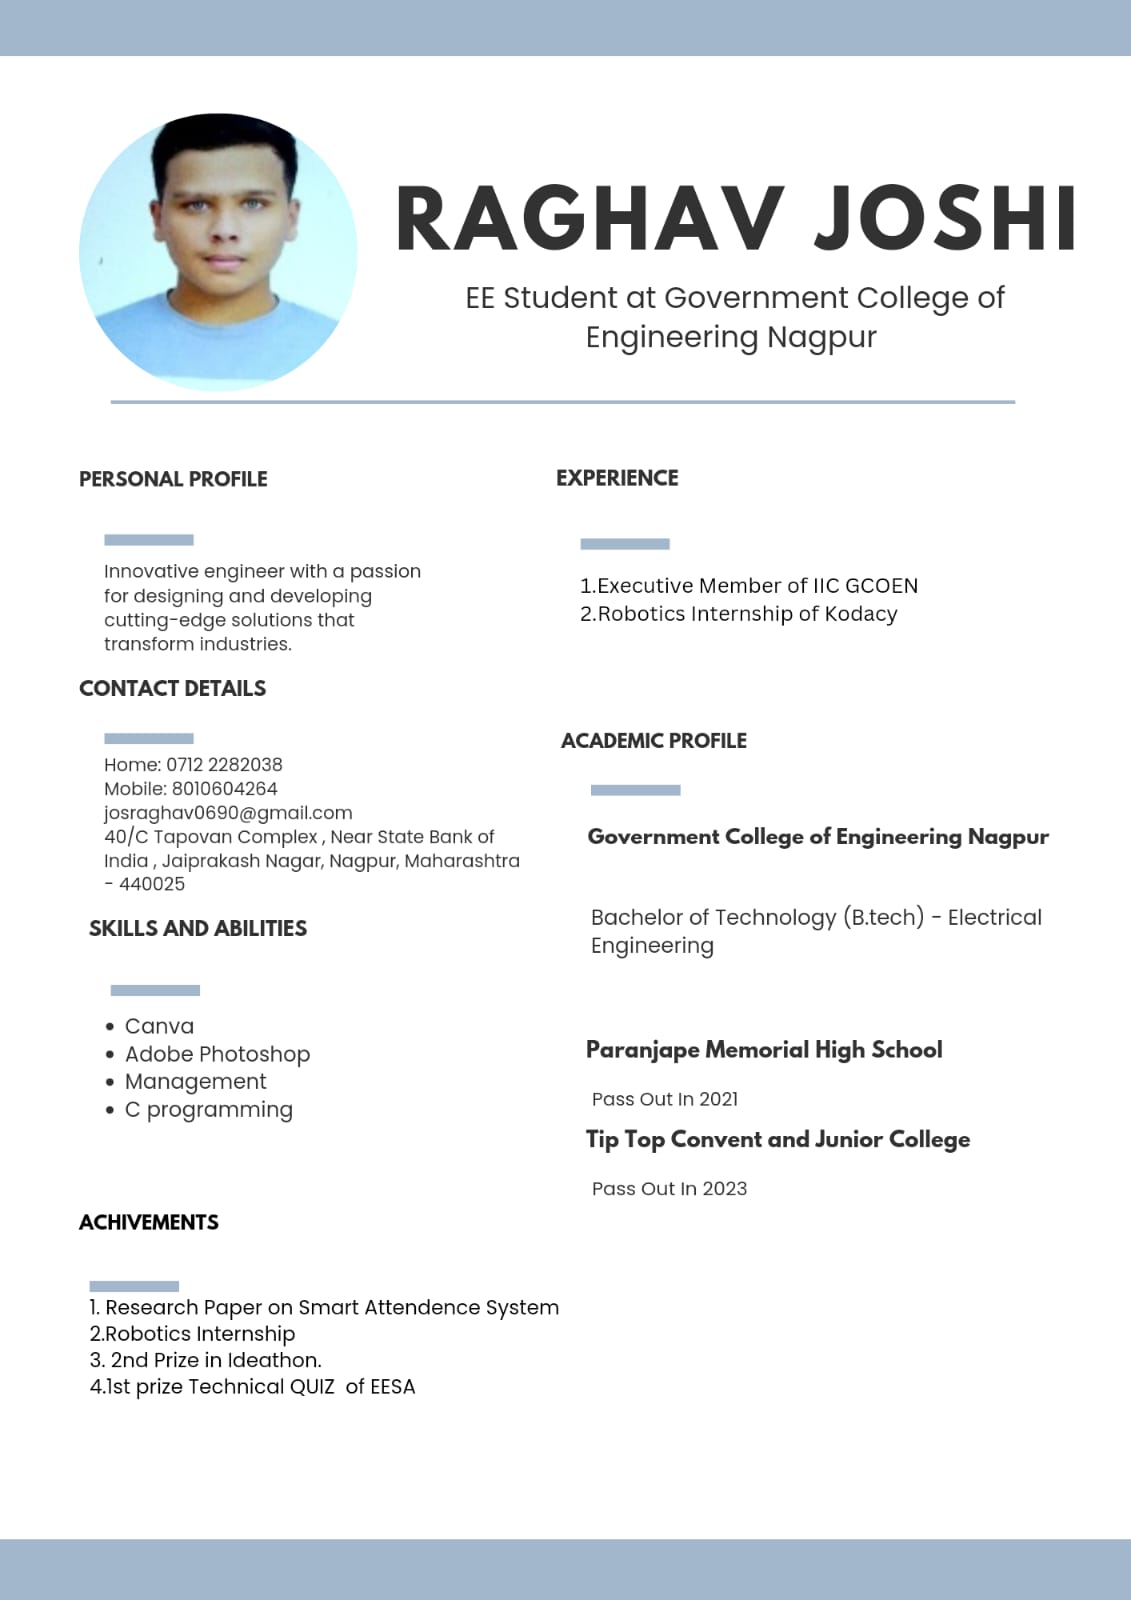 RAGHAV JOSHI
EE Student at Government College of
Engineering Nagpur
PERSONAL PROFILE
Innovative engineer with a passion
for designing and developing
cutting-edge solutions that
transform industries.
CONTACT DETAILS
Home: 0712 2282038
Mobile: 8010604264
josraghav0690@gmail.com
40/C Tapovan Complex , Near State Bank of
India , Jaiprakash Nagar, Nagpur, Maharashtra
- 440025
SKILLS AND ABILITIES
• Canva
• Adobe Photoshop
• Management
• C programming
ACHIVEMENTS
1. Research Paper on Smart Attendence System
2.Robotics Internship
3. 2nd Prize in Ideathon.
4.1st prize Technical QUIZ  of EESA
EXPERIENCE
1.Executive Member of IIC GCOEN
2.Robotics Internship of Kodacy
ACADEMIC PROFILE
Government College of Engineering Nagpur
Bachelor of Technology (B.tech) - Electrical
Engineering
Paranjape Memorial High School
Pass Out In 2021
Tip Top Convent and Junior College
Pass Out In 2023